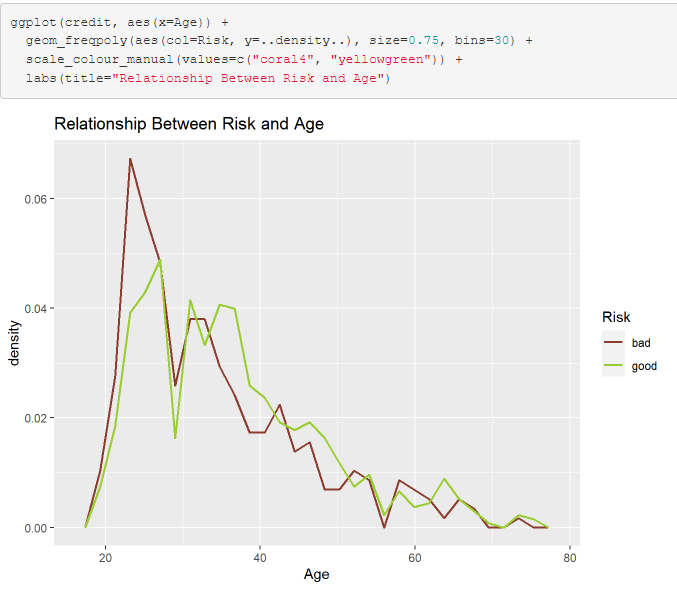 ggplot(credit, aes(x=Age)) +
  geom_freqpoly(aes(col=Risk, y=..density..), size=0.75, bins=30) +
  scale_colour_manual(values=c("coral4", "yellowgreen")) +
  labs(title="Relationship Between Risk and Age")
Relationship Between Risk and Age
0.06
0.04
0.02
0.00
density
20 40 60 80
Age
Risk
bad
good